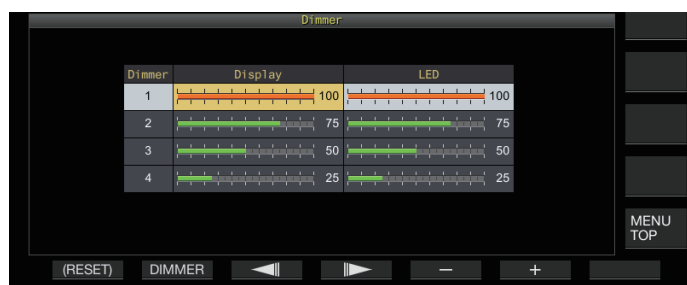 Dimmer
Dimmer Display LED
1 100 100
2 75 75
3 50 50
4 25 25
MENU
TOP
(RESET) DIMMER − +